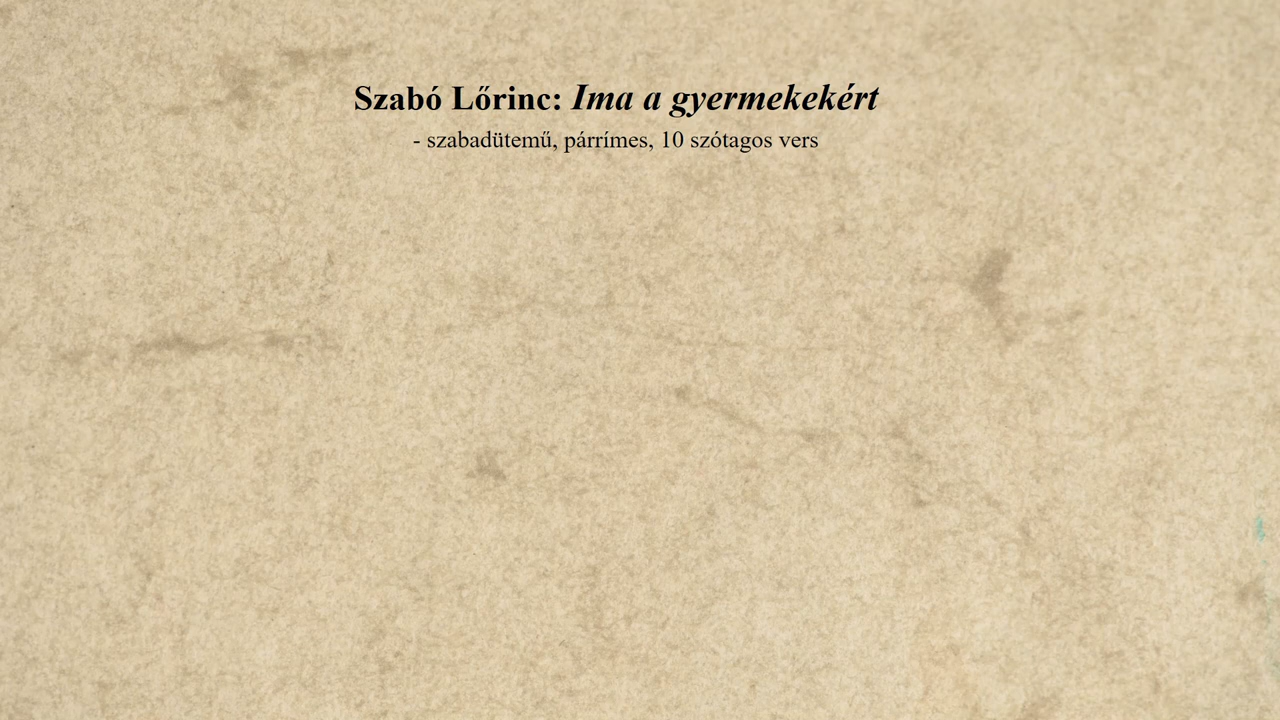 Szabó Lőrinc: Ima a gyermekekért
- szabadütemű, párrímes, 10 szótagos vers